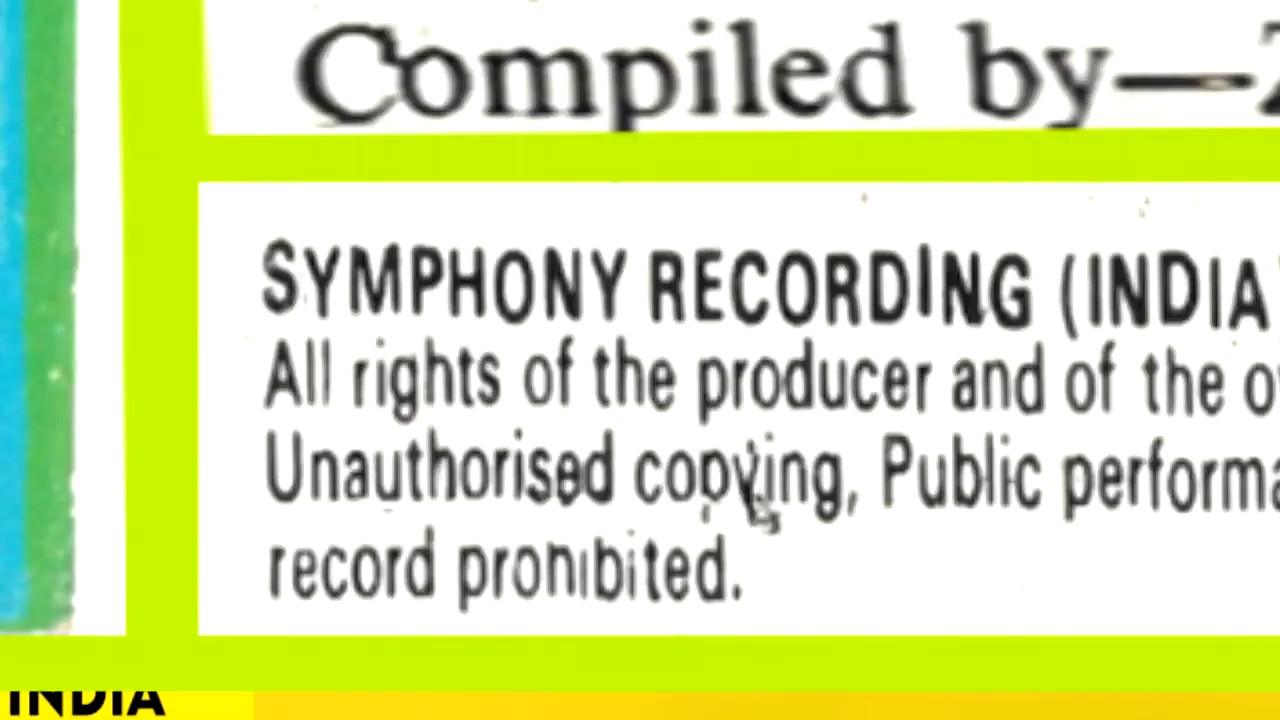 Compiled by—
SYMPHONY RECORDING (INDIA
All rights of the producer and of the
Unauthorised copying, Public performa
record prohibited.
INDIA